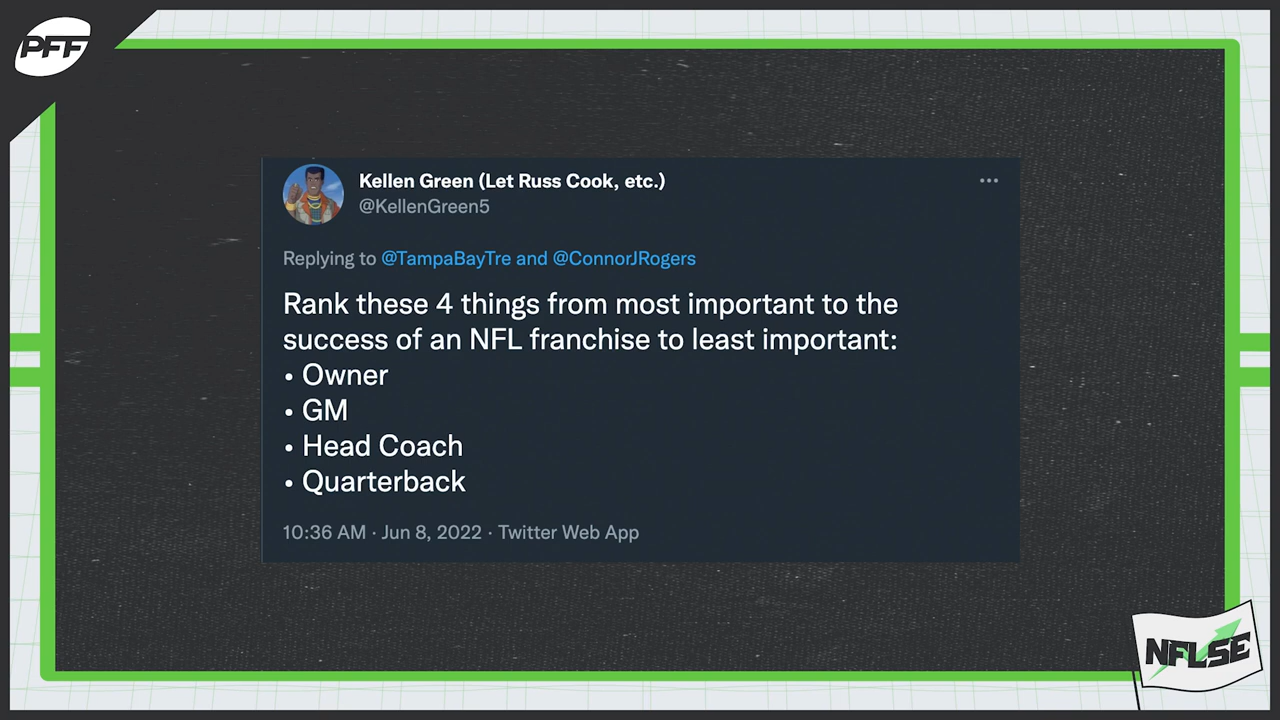 PFF
Kellen Green (Let Russ Cook, etc.)
@KellenGreen5
Replying to @TampaBayTre and @ConnorJRogers
Rank these 4 things from most important to the
success of an NFL franchise to least important:
• Owner
• GM
• Head Coach
• Quarterback
10:36 AM · Jun 8, 2022 · Twitter Web App
NFLSE